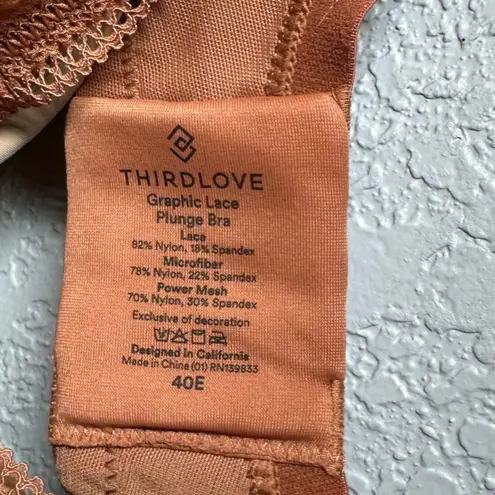 THIRDLOVE
Graphic Lace
Plunge Bra
Lace
82% Nylon, 18% Spandex
Microfiber
78% Nylon, 22% Spandex
Power Mesh
70% Nylon, 30% Spandex
Exclusive of decoration
Designed in California
Made in China (01) RN139833
40E